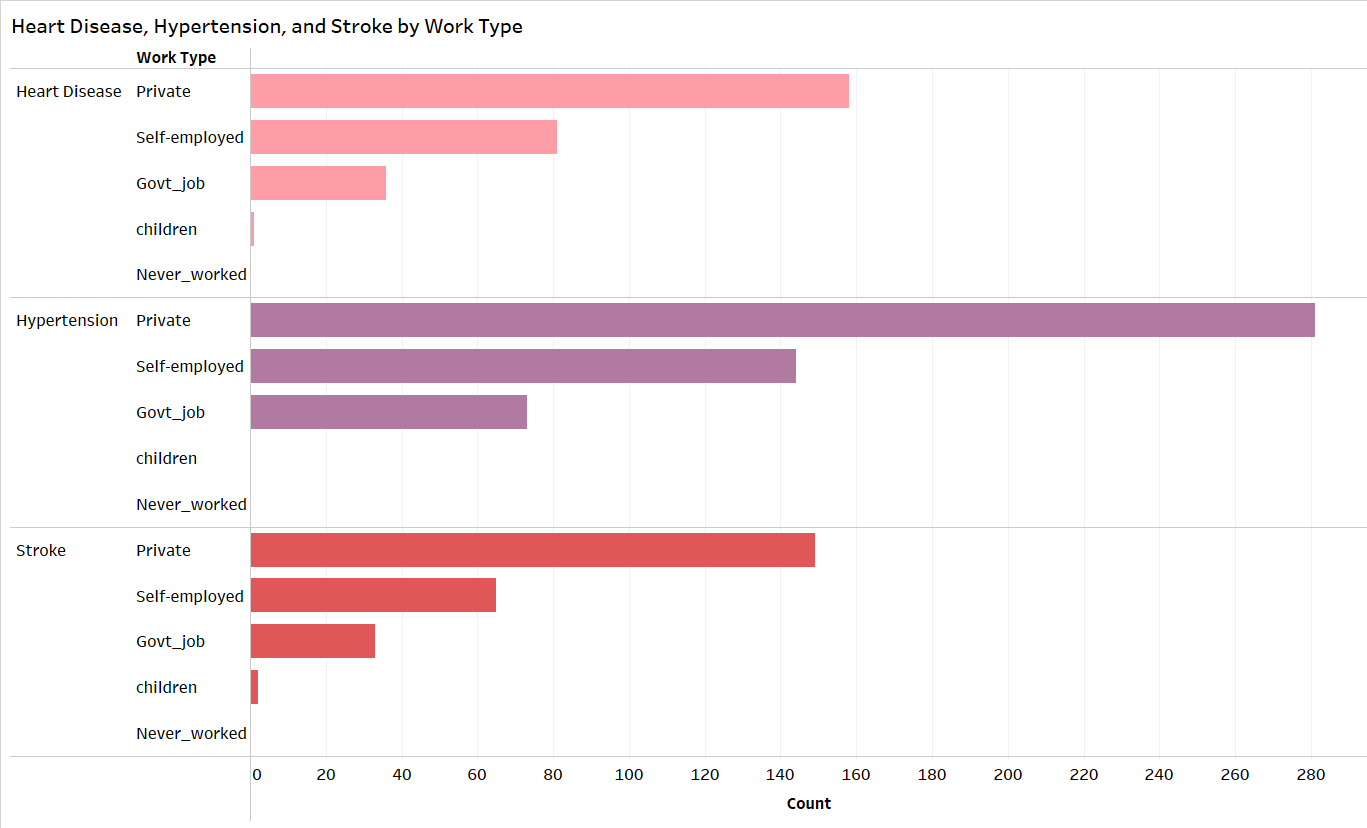 Heart Disease, Hypertension, and Stroke by Work Type
Work Type
Heart Disease Private
Self-employed
Govt_job
children
Never_worked
Hypertension Private
Self-employed
Govt_job
children
Never_worked
Stroke Private
Self-employed
Govt_job
children
Never_worked
0 20 40 60 80 100 120 140 160 180 200 220 240 260 280
Count